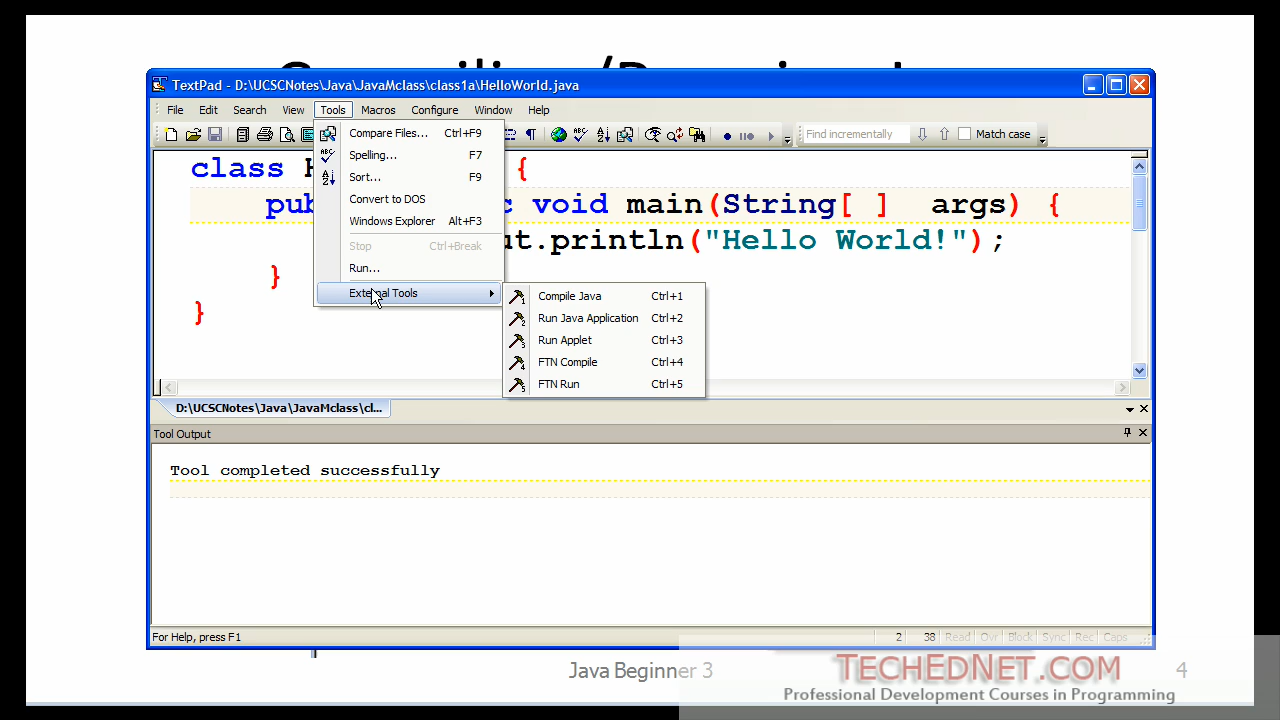 TextPad - D:\UCSCNotes\Java\JavaMclass\class1a\HelloWorld.java
File Edit Search View Tools Macros Configure Window Help
Find incrementally Match case
Compare Files... Ctrl+F9
Spelling... F7
Sort... F9
Convert to DOS
Windows Explorer Alt+F3
Stop Ctrl+Break
Run...
External Tools
Compile Java Ctrl+1
Run Java Application Ctrl+2
Run Applet Ctrl+3
FTN Compile Ctrl+4
FTN Run Ctrl+5
class H {
pub c void main(String[ ] args) {
ut.println("Hello World!");
}
}
D:\UCSCNotes\Java\JavaMclass\cl...
Tool Output
Tool completed successfully
For Help, press F1
2 38 Read Ovr Block Sync Rec Caps
Java Beginner 3
TECHEDNET.COM
4
Professional Development Courses in Programming